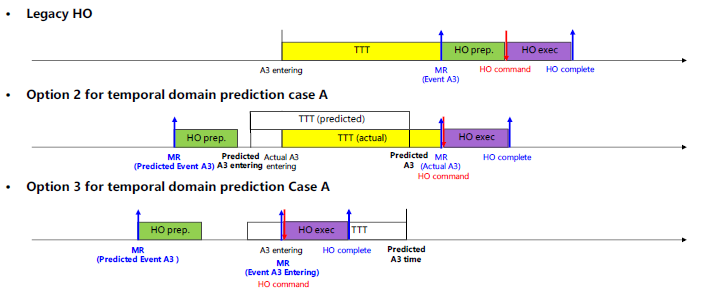 • Legacy HO
TTT
HO prep.
HO exec
A3 entering
MR
(Event A3)
HO command
HO complete
• Option 2 for temporal domain prediction case A
TTT (predicted)
HO prep.
TTT (actual)
HO exec
MR
(Predicted Event A3)
Predicted
A3 entering
Actual A3
entering
Predicted
A3
MR
(Actual A3)
HO command
HO complete
• Option 3 for temporal domain prediction Case A
HO prep.
HO exec
TTT
MR
(Predicted Event A3 )
A3 entering
MR
(Event A3 Entering)
HO command
HO complete
Predicted
A3 time